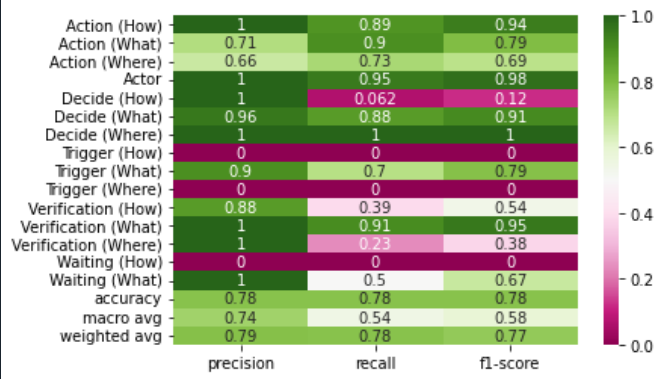 Action (How) 1 0.89 0.94
Action (What) 0.71 0.9 0.79
Action (Where) 0.66 0.73 0.69
Actor 1 0.95 0.98
Decide (How) 1 0.062 0.12
Decide (What) 0.96 0.88 0.91
Decide (Where) 1 1 1
Trigger (How) 0 0 0
Trigger (What) 0.9 0.7 0.79
Trigger (Where) 0 0 0
Verification (How) 0.88 0.39 0.54
Verification (What) 1 0.91 0.95
Verification (Where) 1 0.23 0.38
Waiting (How) 0 0 0
Waiting (What) 1 0.5 0.67
accuracy 0.78 0.78 0.78
macro avg 0.74 0.54 0.58
weighted avg 0.79 0.78 0.77
precision recall f1-score
1.0
0.8
0.6
0.4
0.2
0.0